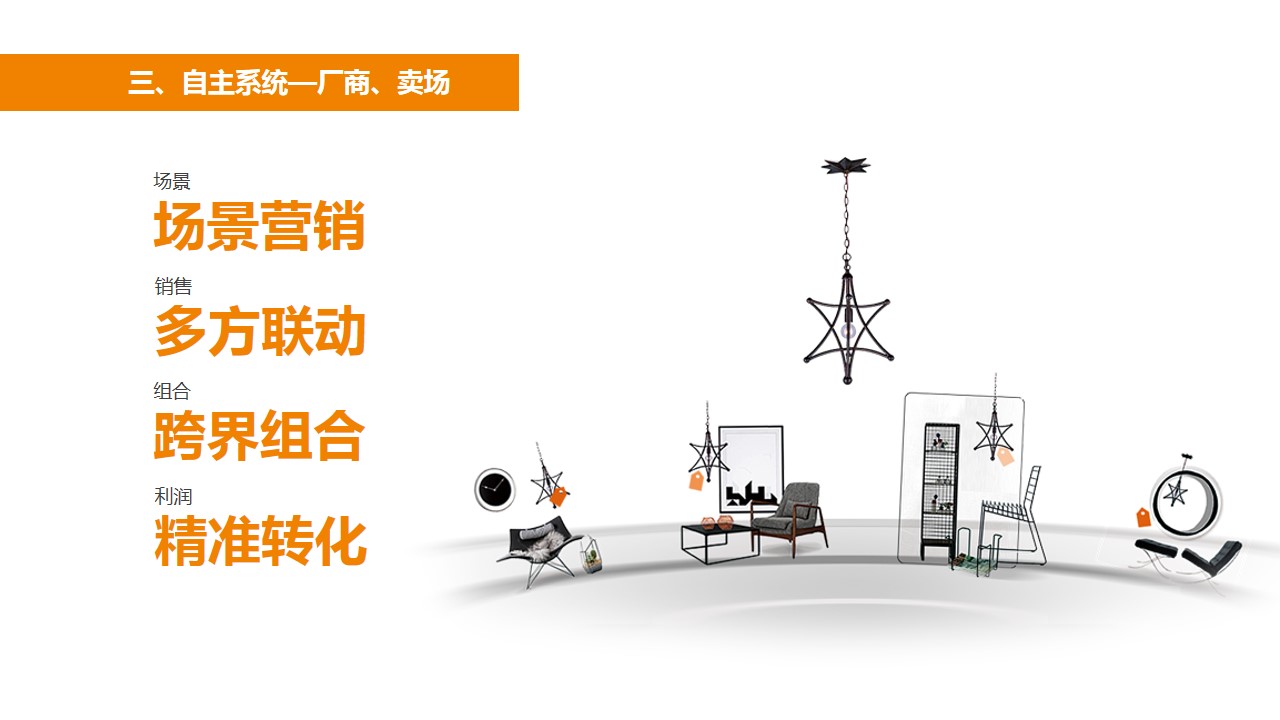 三、自主系统—厂商、卖场
场景
场景营销
销售
多方联动
组合
跨界组合
利润
精准转化